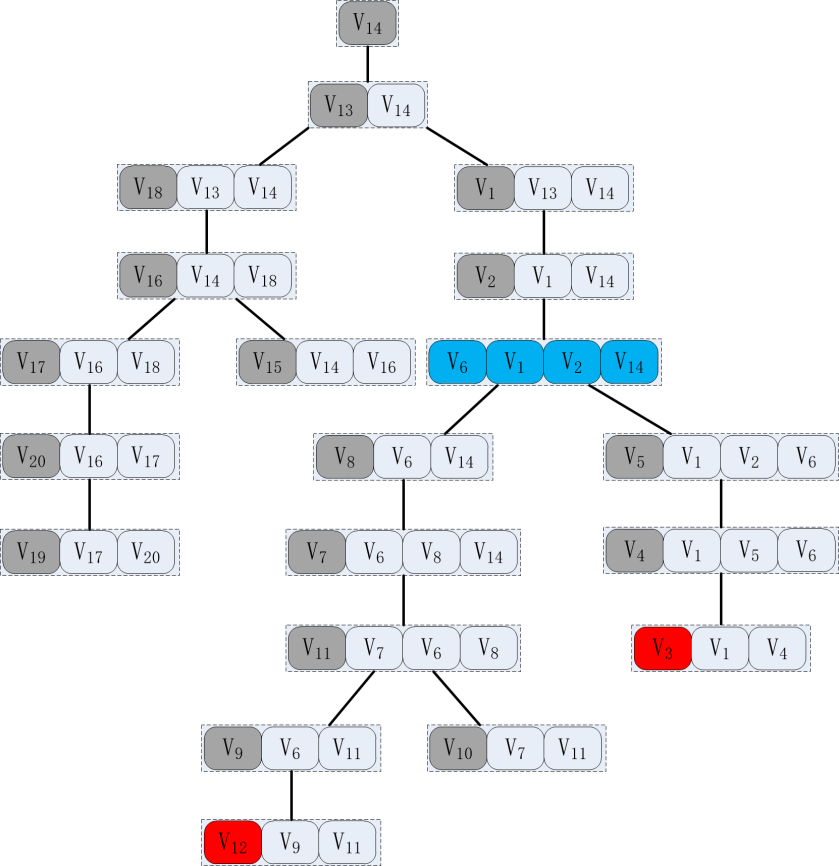 V14
V13 V14
V18 V13 V14
V1 V13 V14
V16 V14 V18
V2 V1 V14
V17 V16 V18
V15 V14 V16
V6 V1 V2 V14
V20 V16 V17
V8 V6 V14
V5 V1 V2 V6
V19 V17 V20
V7 V6 V8 V14
V4 V1 V5 V6
V11 V7 V6 V8
V3 V1 V4
V9 V6 V11
V10 V7 V11
V12 V9 V11